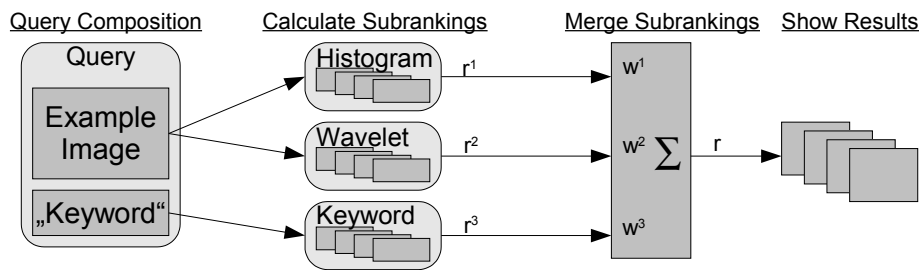 Query Composition
Calculate Subrankings
Merge Subrankings
Show Results
Query
Example
Image
„Keyword“
Histogram
Wavelet
Keyword
r¹
r²
r³
w¹
w²
w³
Σ
r